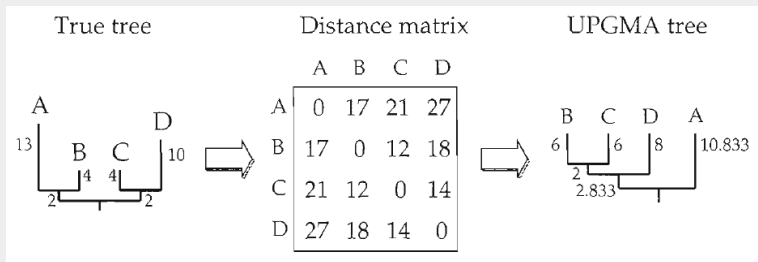 True tree
Distance matrix
UPGMA tree
A
13
B
4
C
4
D
10
2
2
A B C D
A 0 17 21 27
B 17 0 12 18
C 21 12 0 14
D 27 18 14 0
B C D A
6 6 8 10.833
2
2.833